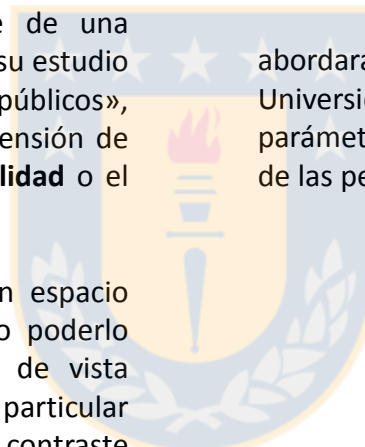 de una
su estudio
públicos»,
ensión de
lidad o el
n espacio
o poderlo
de vista
particular
contraste
abordara
Universi
parámet
de las pe